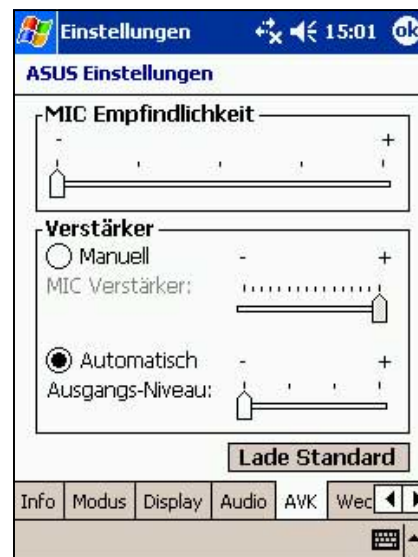 Einstellungen 15:01 ok
ASUS Einstellungen
MIC Empfindlichkeit
- +
Verstärker
Manuell - +
MIC Verstärker:
Automatisch - +
Ausgangs-Niveau:
Lade Standard
Info Modus Display Audio AVK Wec